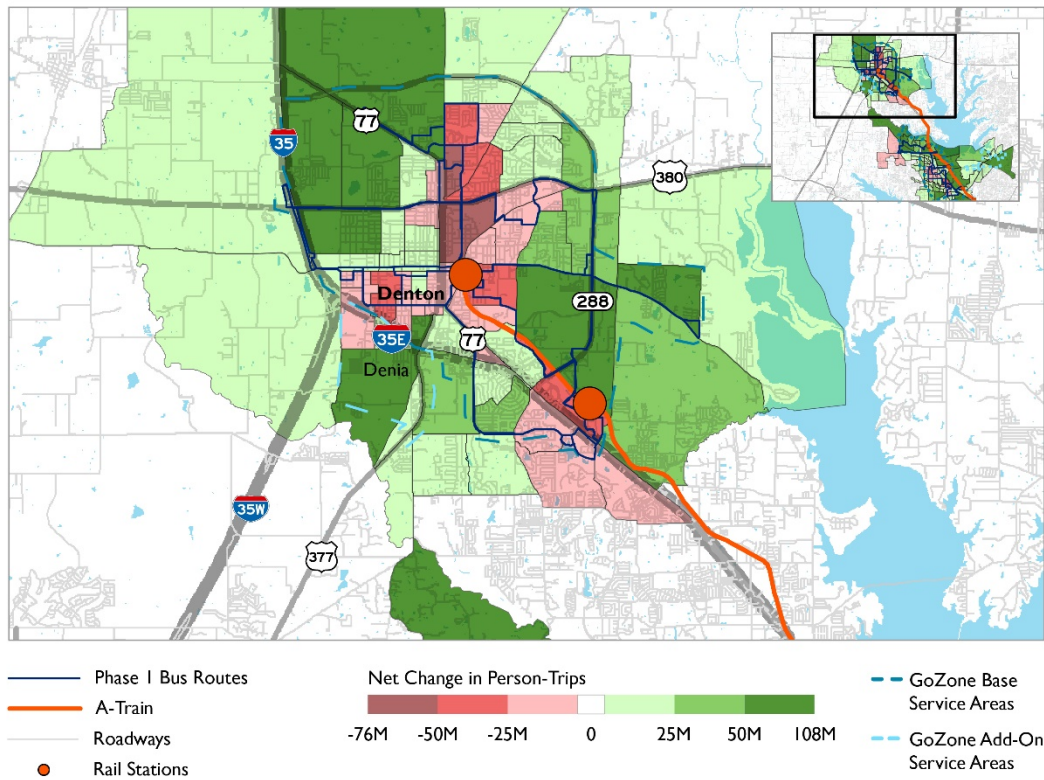 77
35
380
Denton
288
35E
77
Denia
35W
377
Phase 1 Bus Routes
A-Train
Roadways
Rail Stations
Net Change in Person-Trips
-76M -50M -25M 0 25M 50M 108M
GoZone Base
Service Areas
GoZone Add-On
Service Areas